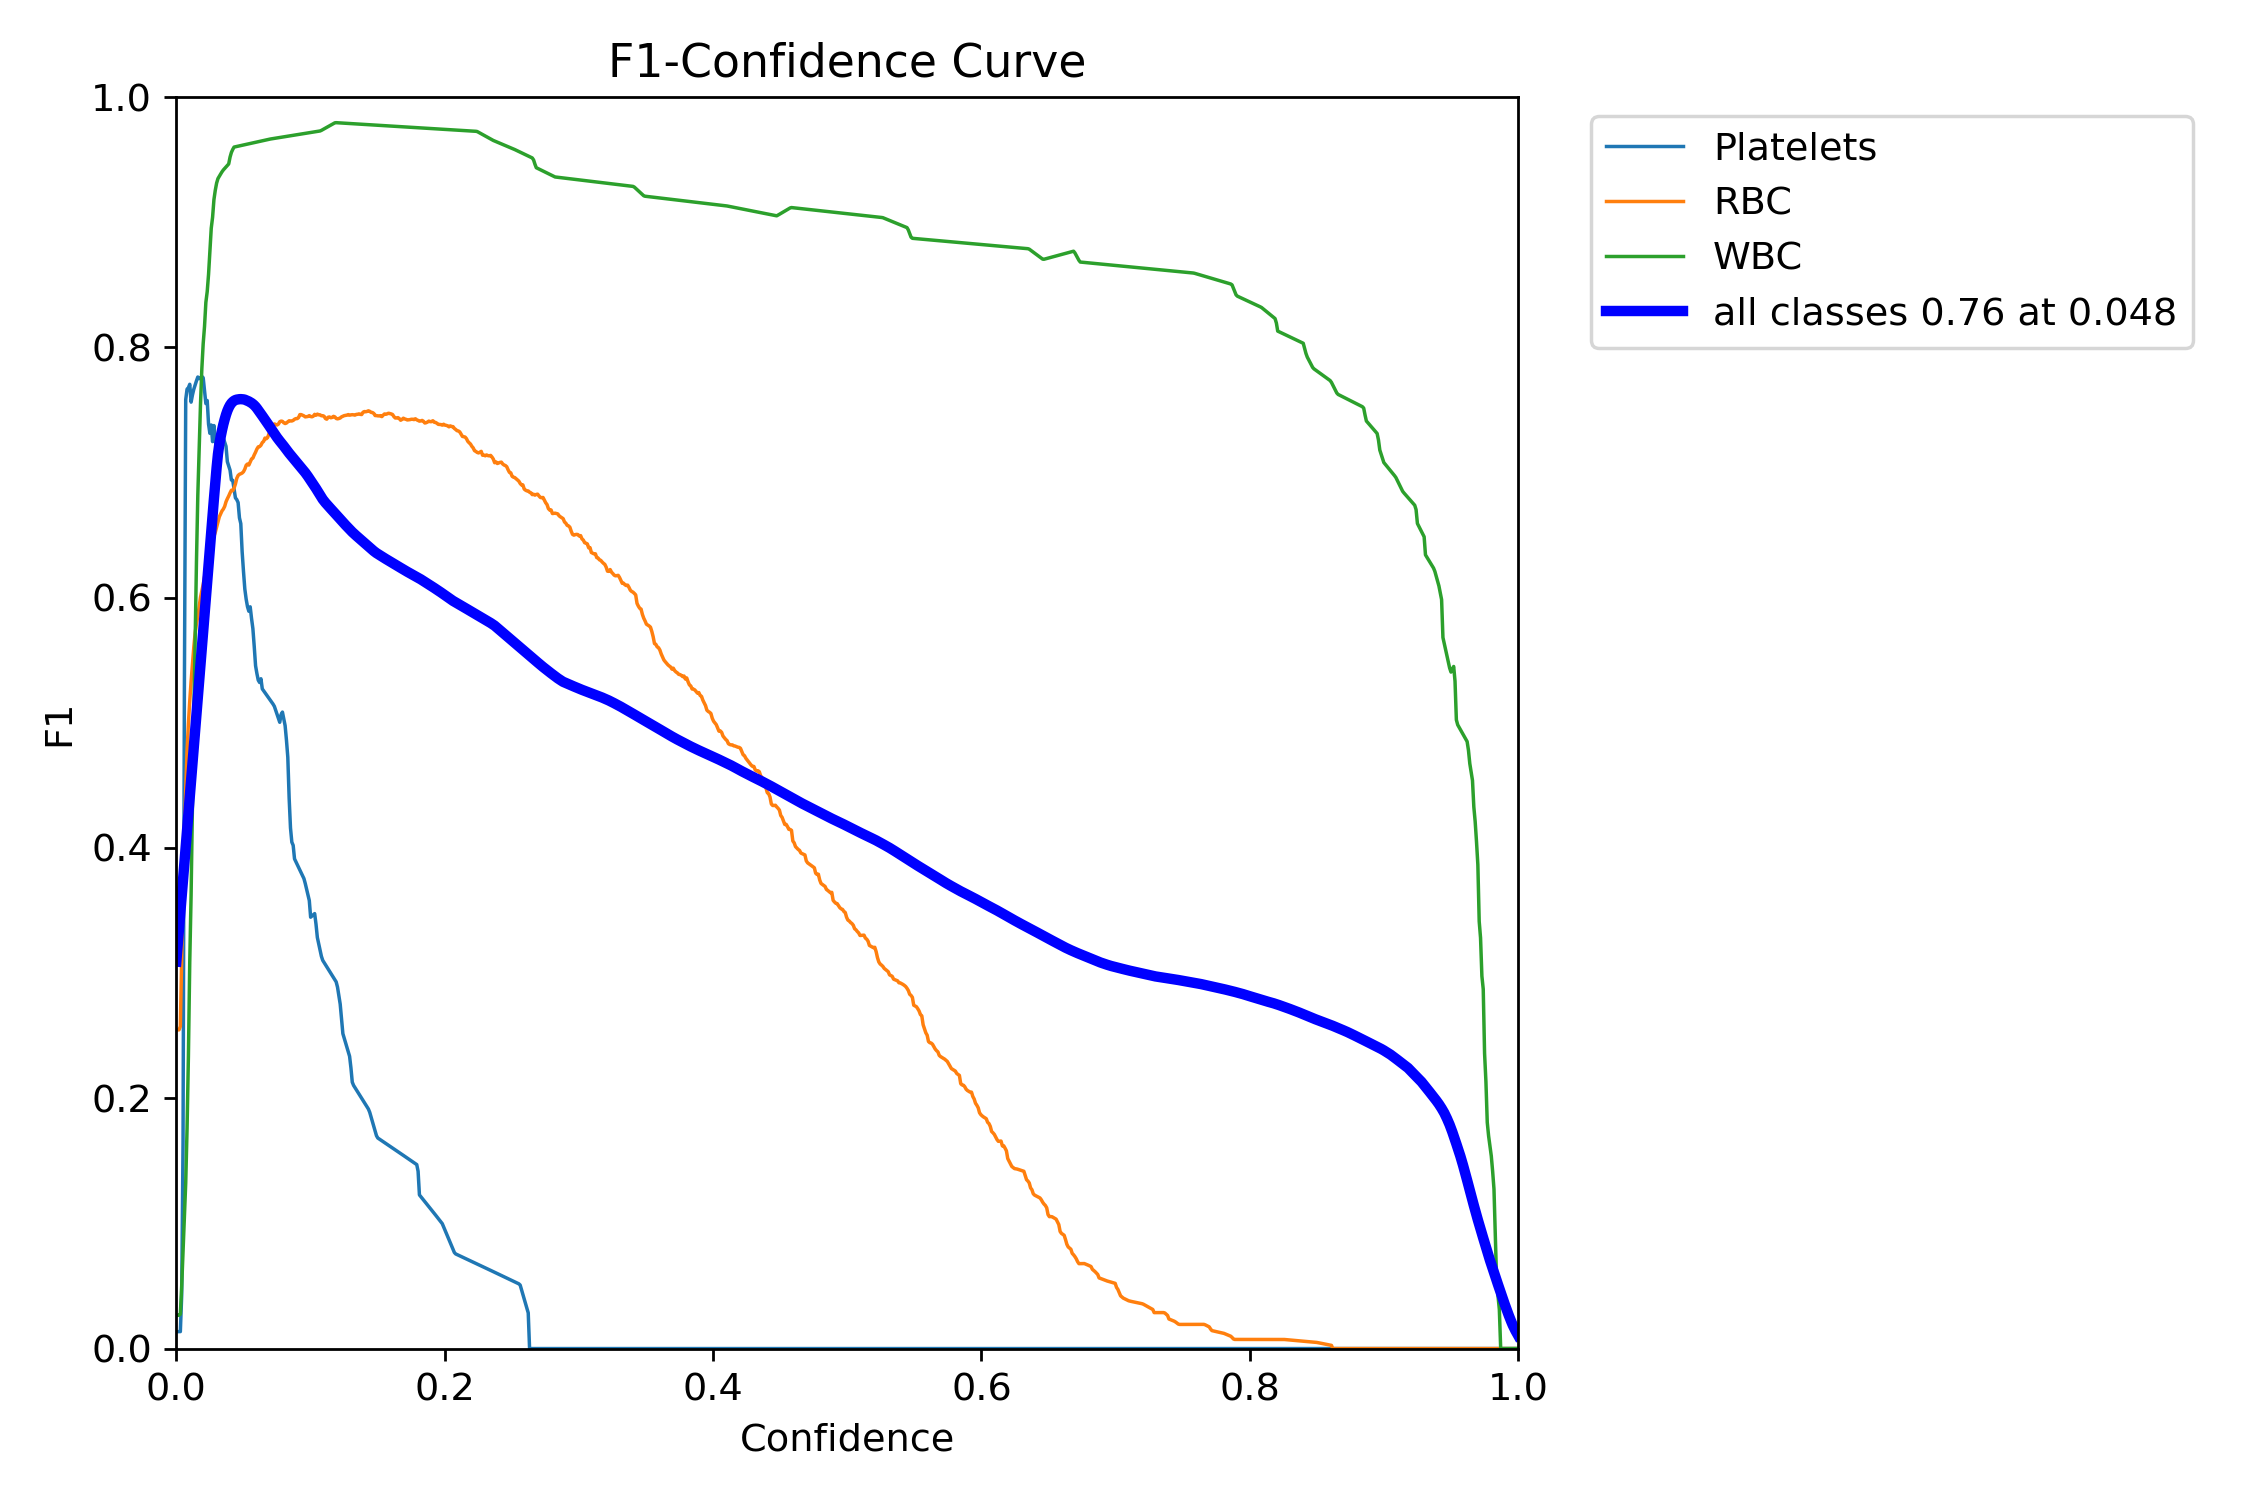 F1-Confidence Curve
1.0
0.8
0.6
0.4
0.2
0.0
F1
0.0 0.2 0.4 0.6 0.8 1.0
Confidence
Platelets
RBC
WBC
all classes 0.76 at 0.048